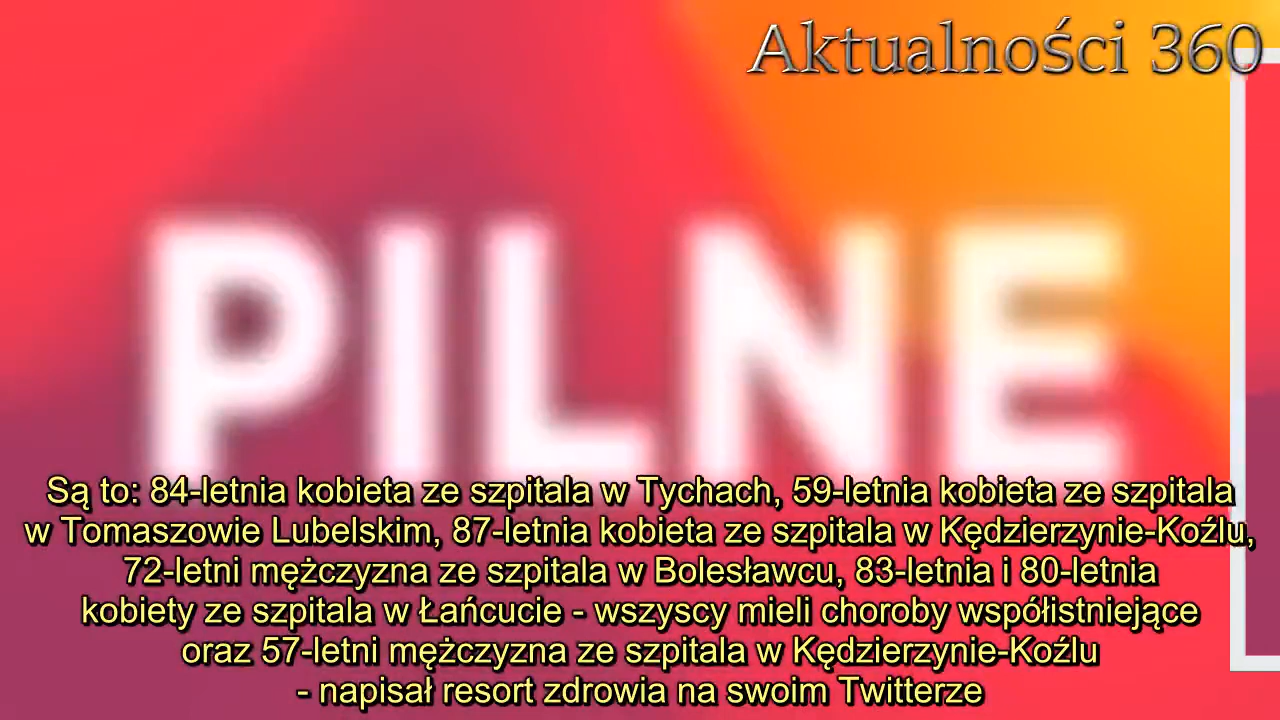 Aktualności 360
PILNE
Są to: 84-letnia kobieta ze szpitala w Tychach, 59-letnia kobieta ze szpitala
w Tomaszowie Lubelskim, 87-letnia kobieta ze szpitala w Kędzierzynie-Koźlu,
72-letni mężczyzna ze szpitala w Bolesławcu, 83-letnia i 80-letnia
kobiety ze szpitala w Łańcucie - wszyscy mieli choroby współistniejące
oraz 57-letni mężczyzna ze szpitala w Kędzierzynie-Koźlu
- napisał resort zdrowia na swoim Twitterze